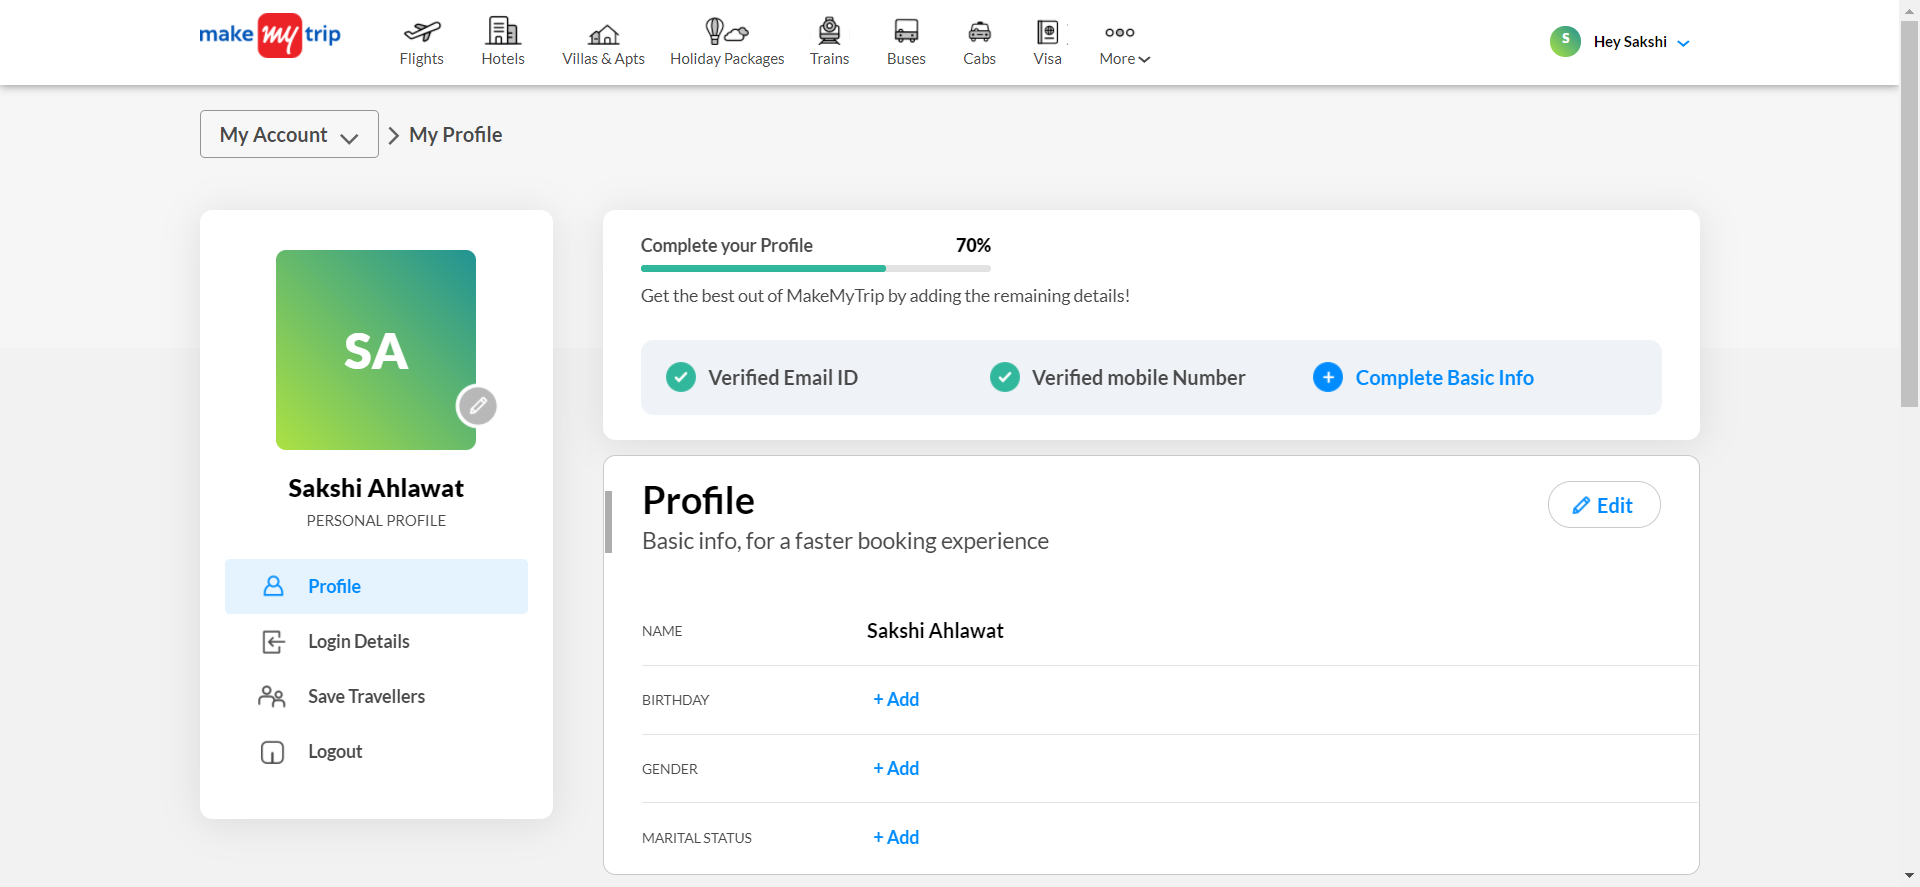 make my trip
Flights
Hotels
Villas & Apts
Holiday Packages
Trains
Buses
Cabs
Visa
More
S
Hey Sakshi
My Account
My Profile
SA
Sakshi Ahlawat
PERSONAL PROFILE
Profile
Login Details
Save Travellers
Logout
Complete your Profile 70%
Get the best out of MakeMyTrip by adding the remaining details!
Verified Email ID
Verified mobile Number
Complete Basic Info
Profile
Edit
Basic info, for a faster booking experience
NAME Sakshi Ahlawat
BIRTHDAY + Add
GENDER + Add
MARITAL STATUS + Add